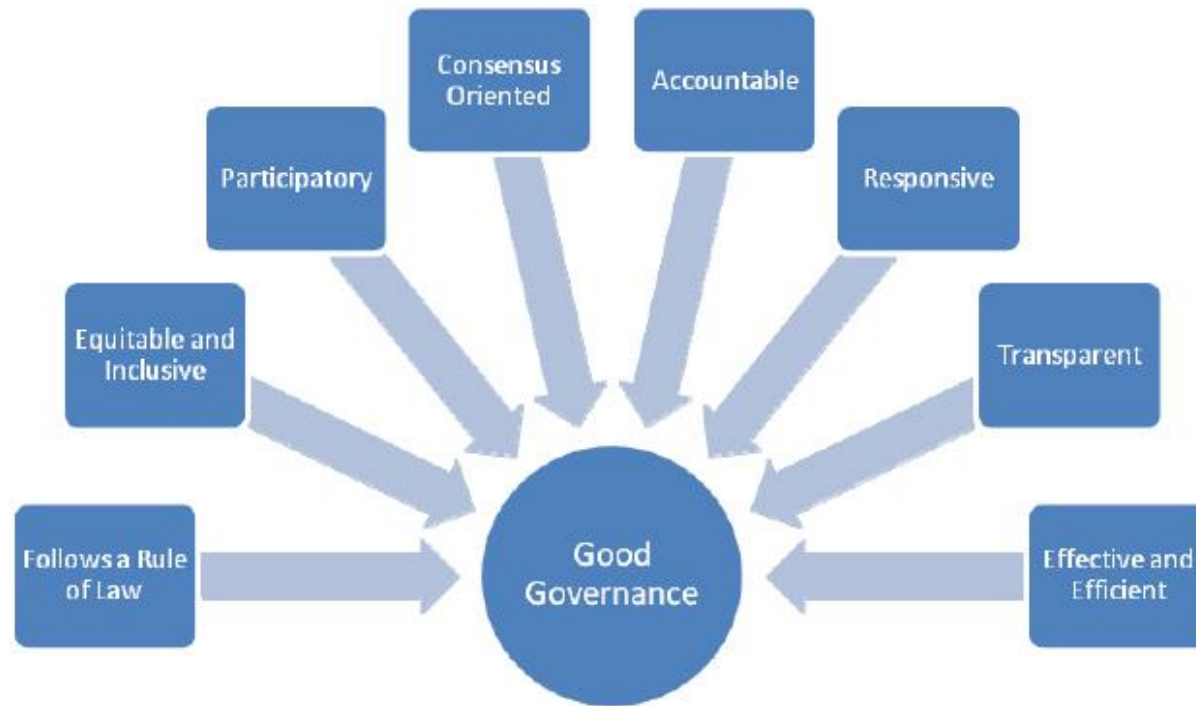 Consensus
Oriented
Accountable
Participatory
Responsive
Equitable and
Inclusive
Transparent
Follows a Rule
of Law
Good
Governance
Effective and
Efficient